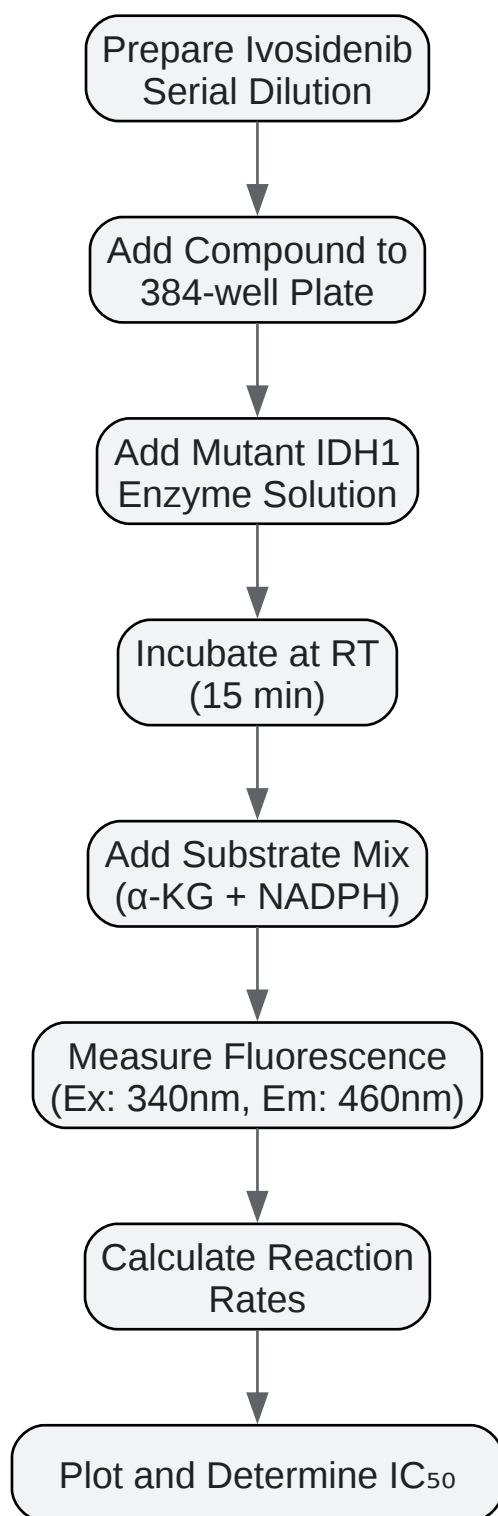 Prepare Ivosidenib
Serial Dilution
Add Compound to
384-well Plate
Add Mutant IDH1
Enzyme Solution
Incubate at RT
(15 min)
Add Substrate Mix
(α-KG + NADPH)
Measure Fluorescence
(Ex: 340nm, Em: 460nm)
Calculate Reaction
Rates
Plot and Determine IC₅₀